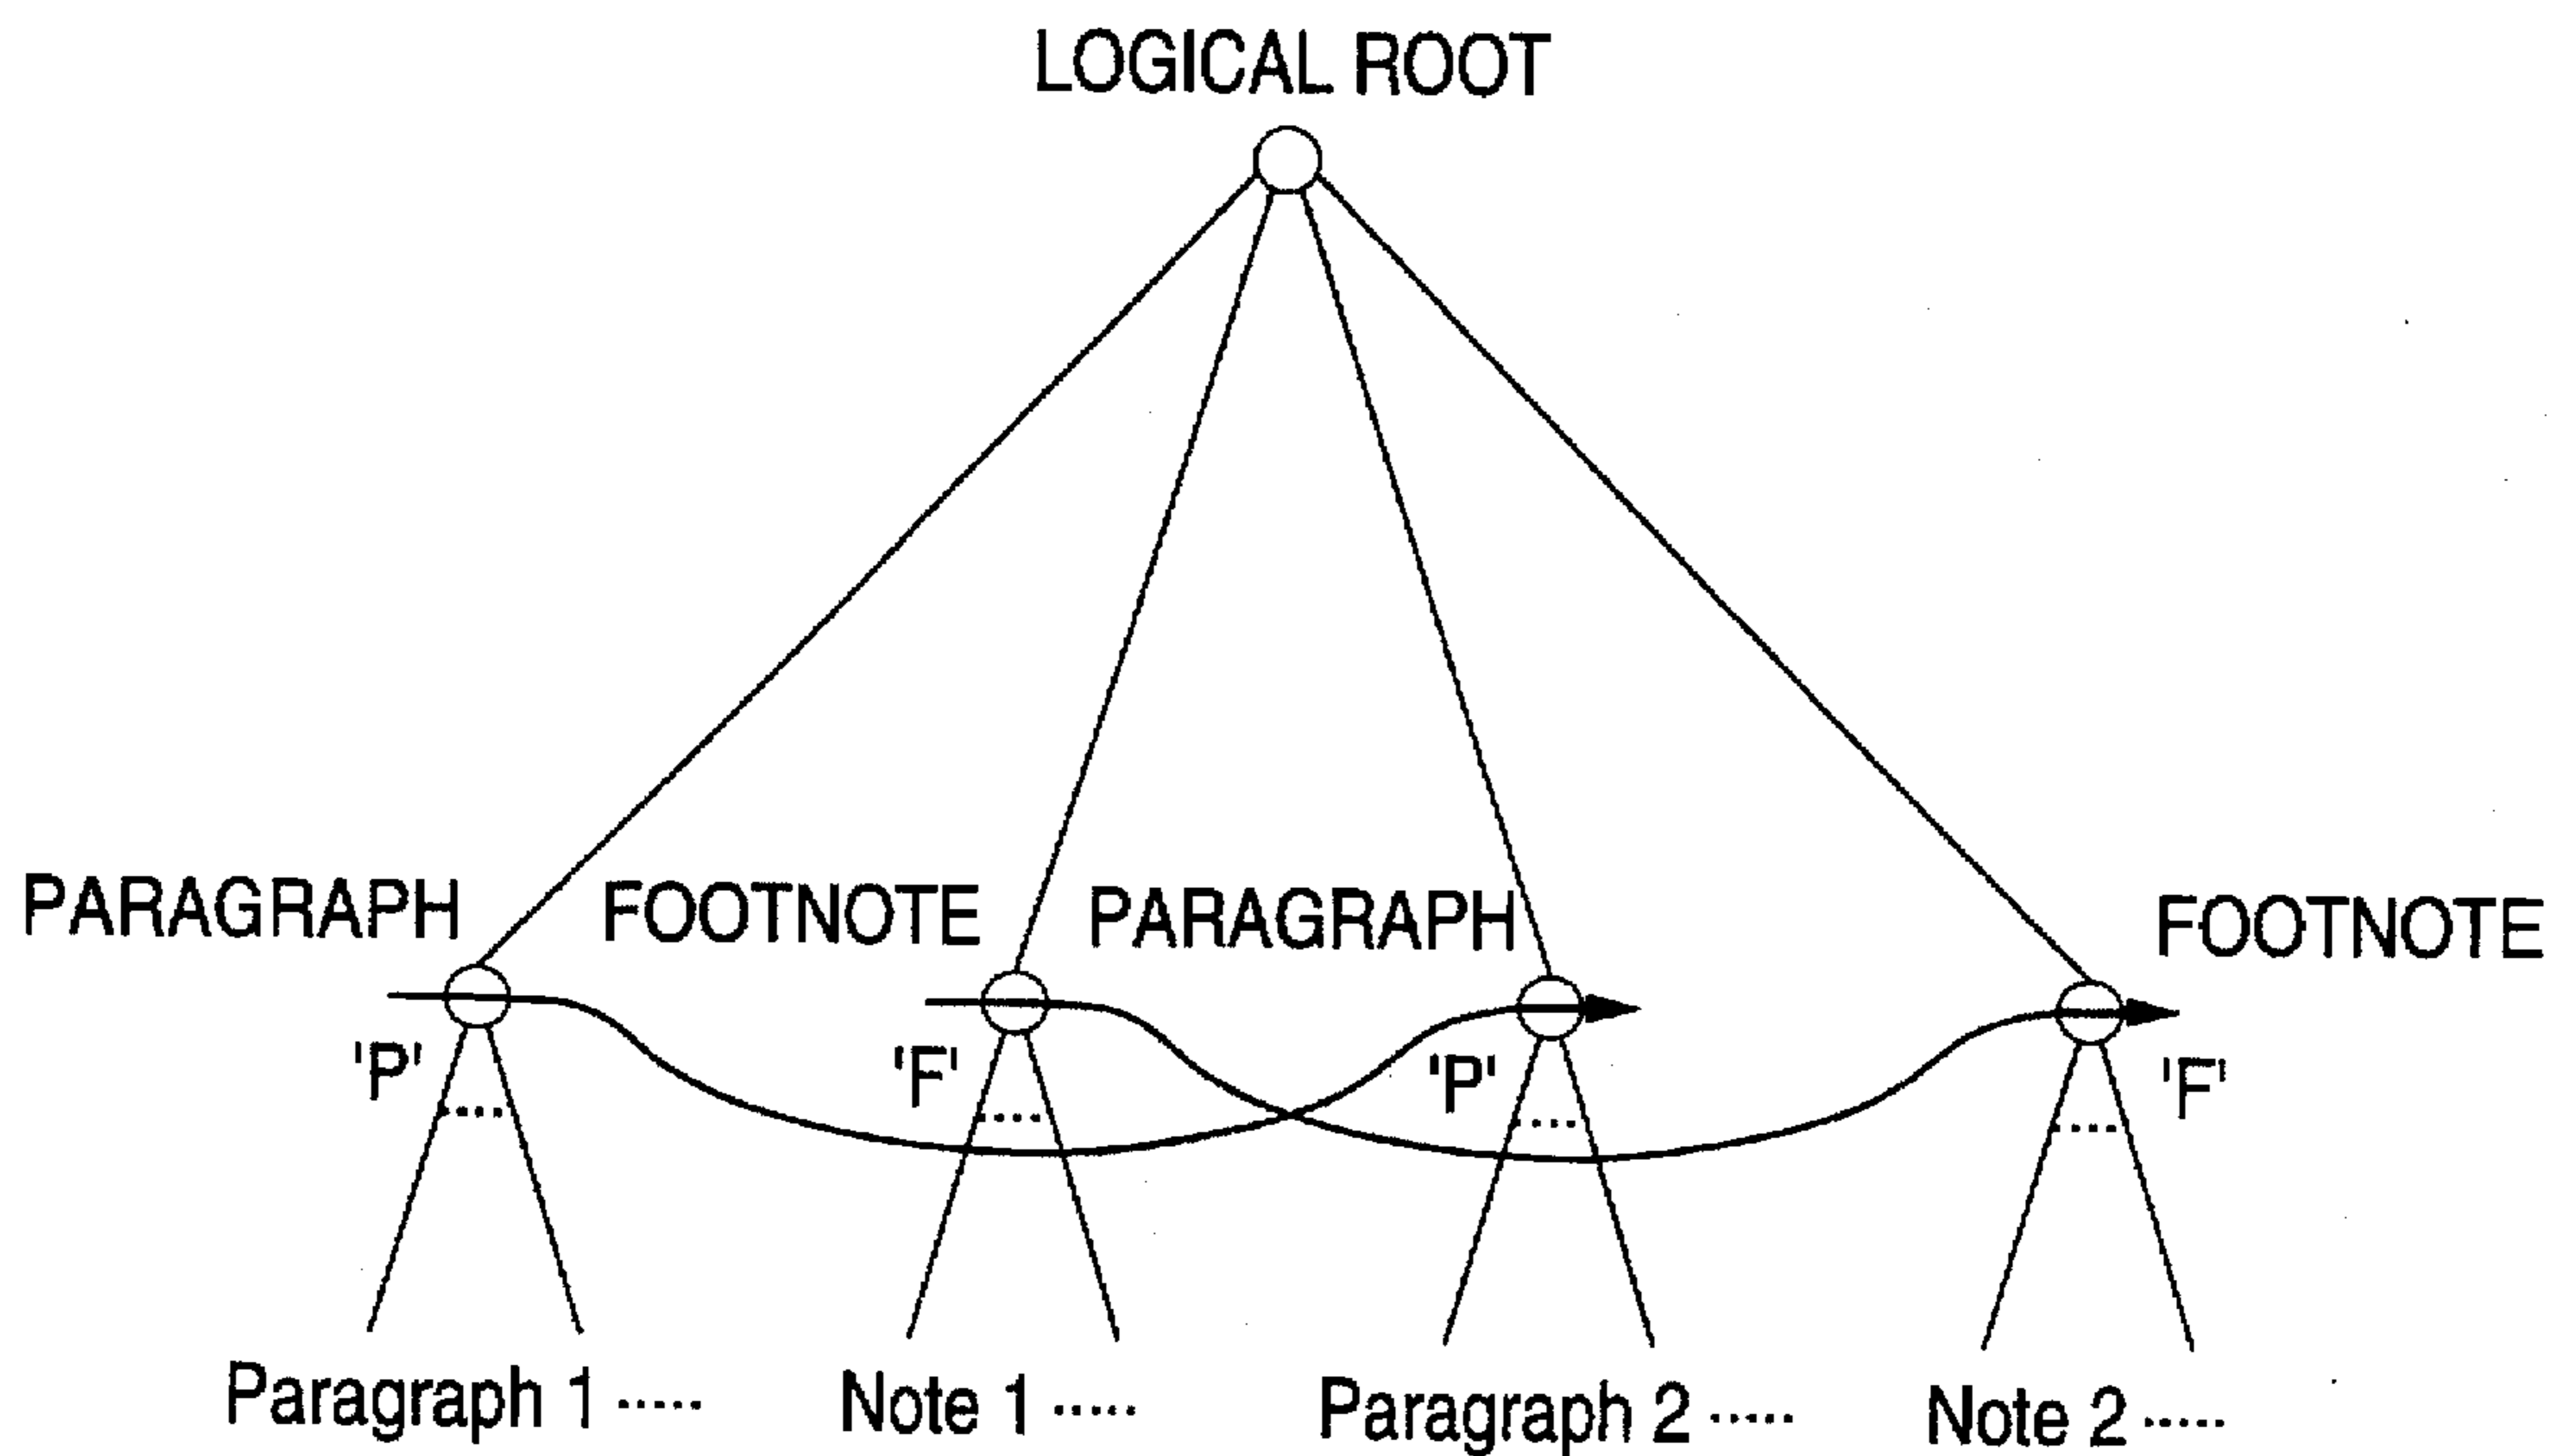 LOGICAL ROOT
PARAGRAPH FOOTNOTE PARAGRAPH FOOTNOTE
'P' 'F' 'P' 'F'
Paragraph 1 ····· Note 1 ····· Paragraph 2 ····· Note 2 ·····